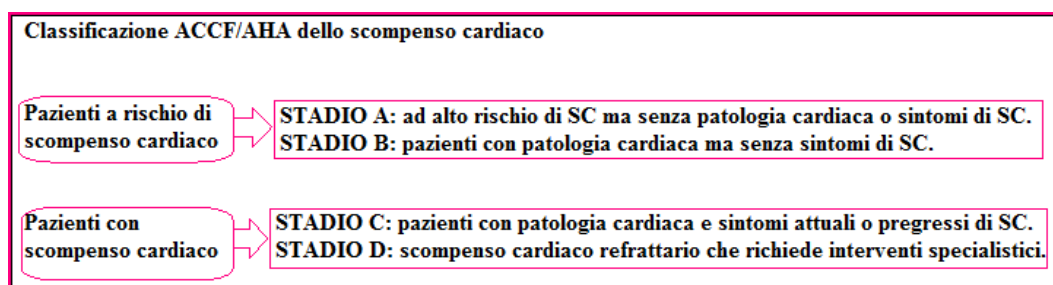 Classificazione ACCF/AHA dello scompenso cardiaco
Pazienti a rischio di
scompenso cardiaco
STADIO A: ad alto rischio di SC ma senza patologia cardiaca o sintomi di SC.
STADIO B: pazienti con patologia cardiaca ma senza sintomi di SC.
Pazienti con
scompenso cardiaco
STADIO C: pazienti con patologia cardiaca e sintomi attuali o pregressi di SC.
STADIO D: scompenso cardiaco refrattario che richiede interventi specialistici.